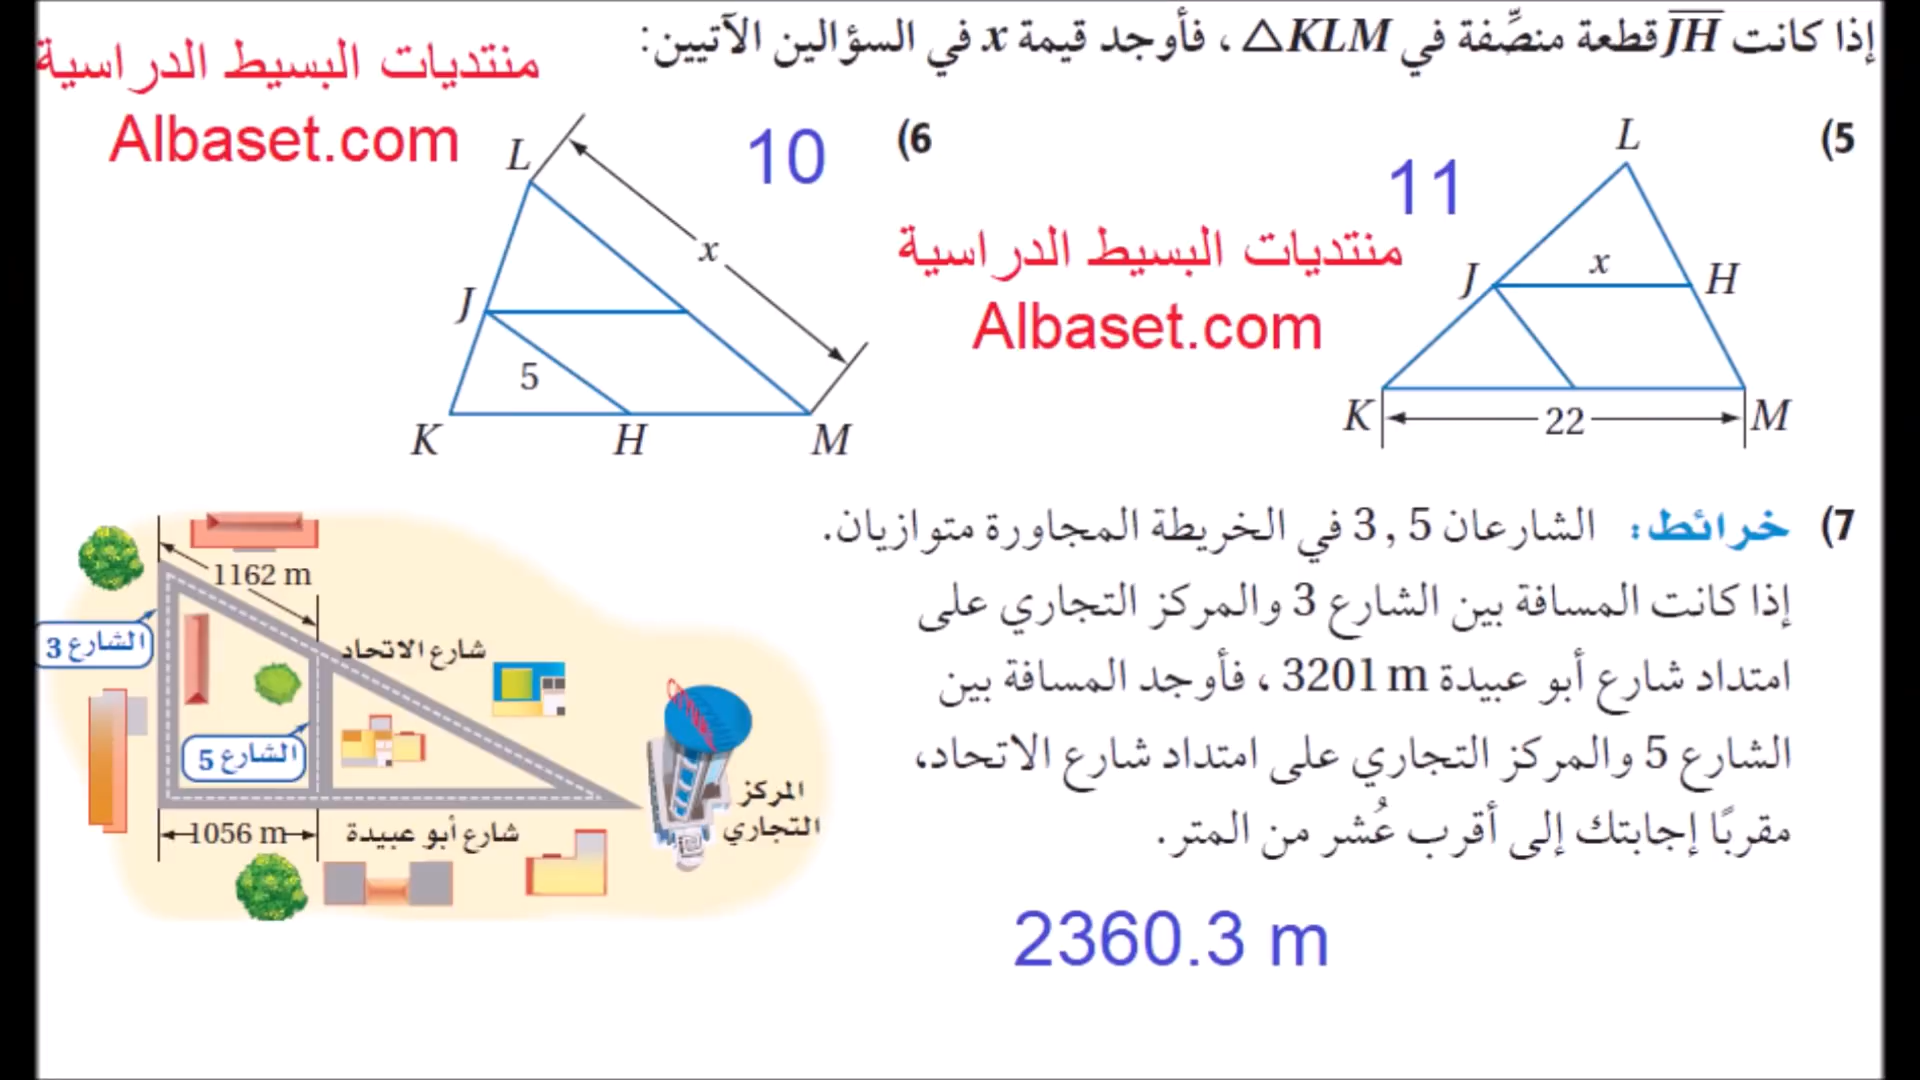 إذا كانت JH قطعة منصِّفة في △KLM ، فأوجد قيمة x في السؤالين الآتيين:
منتديات البسيط الدراسية
Albaset.com
(5
11
L
J
x
H
K
22
M
(6
10
L
x
J
5
K
H
M
منتديات البسيط الدراسية
Albaset.com
(7 خرائط: الشارعان 5 , 3 في الخريطة المجاورة متوازيان.
إذا كانت المسافة بين الشارع 3 والمركز التجاري على
امتداد شارع أبو عبيدة 3201 m ، فأوجد المسافة بين
الشارع 5 والمركز التجاري على امتداد شارع الاتحاد،
مقربًا إجابتك إلى أقرب عُشر من المتر.
2360.3 m
1162 m
الشارع 3
شارع الاتحاد
الشارع 5
المركز
التجاري
1056 m
شارع أبو عبيدة